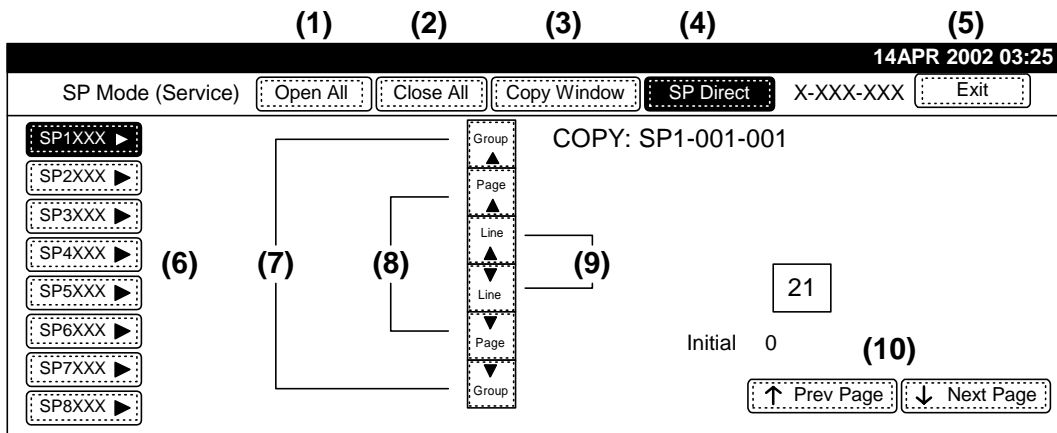 (1) (2) (3) (4) (5)
14APR 2002 03:25
SP Mode (Service) Open All Close All Copy Window SP Direct X-XXX-XXX Exit
SP1XXX ▶ Group ▲ COPY: SP1-001-001
SP2XXX ▶ Page ▲
SP3XXX ▶ Line ▲
SP4XXX ▶ (6) (7) (8) ▼ (9)
SP5XXX ▶ Line 21
SP6XXX ▶ ▼ Page Initial 0 (10)
SP7XXX ▶ ▼ Group ↑ Prev Page ↓ Next Page
SP8XXX ▶